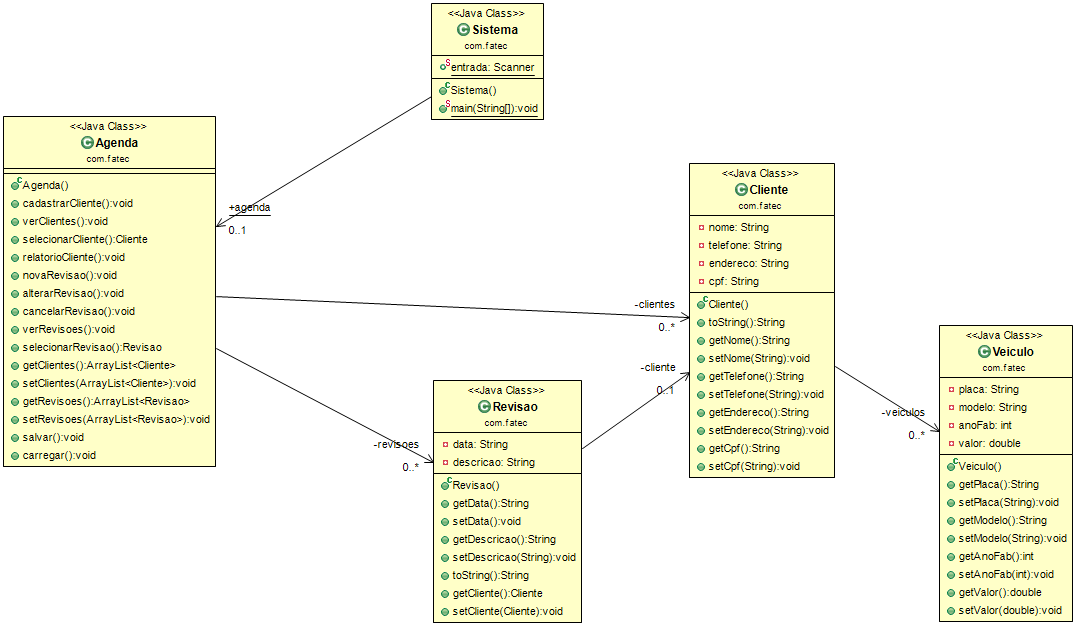 <<Java Class>>
Sistema
com.fatec
entrada: Scanner
Sistema()
main(String[]):void
<<Java Class>>
Agenda
com.fatec
Agenda()
cadastrarCliente():void
verClientes():void
selecionarCliente():Cliente
relatorioCliente():void
novaRevisao():void
alterarRevisao():void
cancelarRevisao():void
verRevisoes():void
selecionarRevisao():Revisao
getClientes():ArrayList<Cliente>
setClientes(ArrayList<Cliente>):void
getRevisoes():ArrayList<Revisao>
setRevisoes(ArrayList<Revisao>):void
salvar():void
carregar():void
+agenda
0..1
-clientes
0..*
-cliente
0..1
-revisoes
0..*
-veiculos
0..*
<<Java Class>>
Cliente
com.fatec
nome: String
telefone: String
endereco: String
cpf: String
Cliente()
toString():String
getNome():String
setNome(String):void
getTelefone():String
setTelefone(String):void
getEndereco():String
setEndereco(String):void
getCpf():String
setCpf(String):void
<<Java Class>>
Revisao
com.fatec
data: String
descricao: String
Revisao()
getData():String
setData():void
getDescricao():String
setDescricao(String):void
toString():String
getCliente():Cliente
setCliente(Cliente):void
<<Java Class>>
Veiculo
com.fatec
placa: String
modelo: String
anoFab: int
valor: double
Veiculo()
getPlaca():String
setPlaca(String):void
getModelo():String
setModelo(String):void
getAnoFab():int
setAnoFab(int):void
getValor():double
setValor(double):void